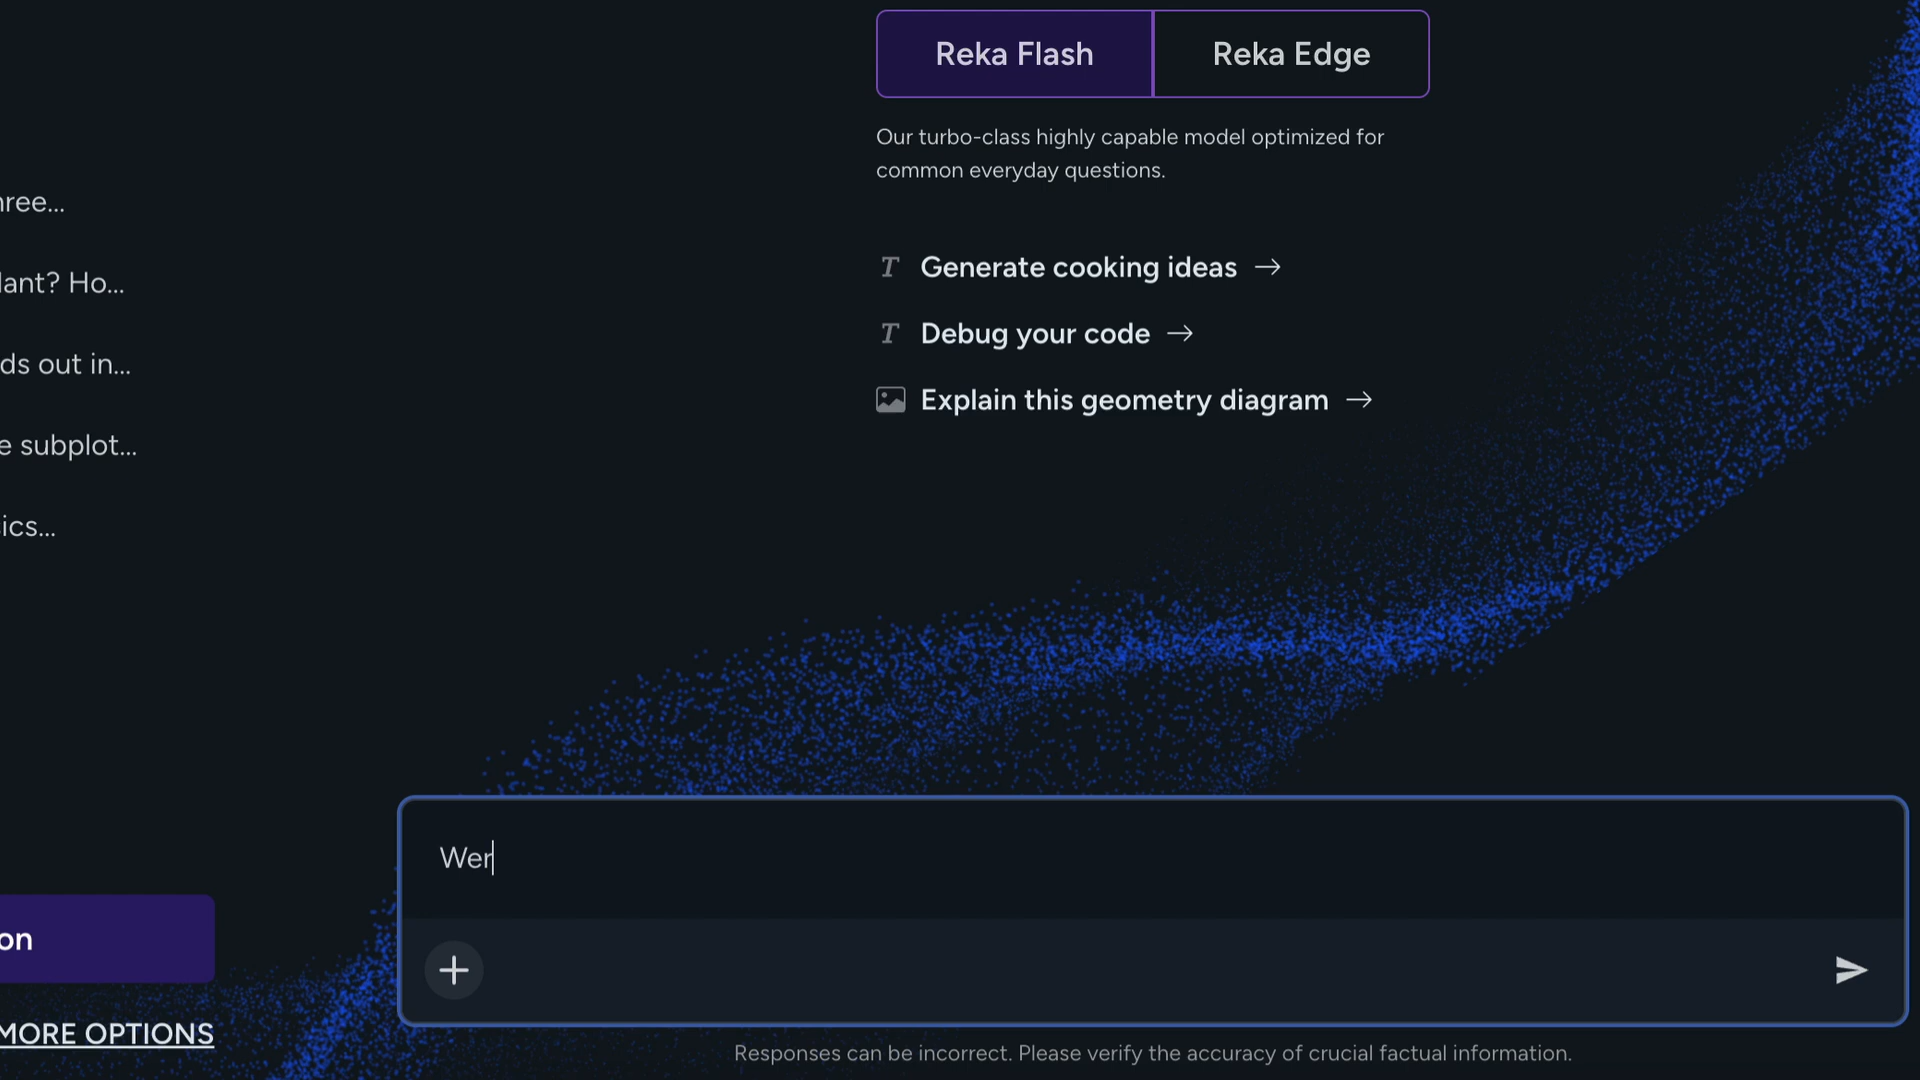 Reka Flash
Reka Edge
Our turbo-class highly capable model optimized for
common everyday questions.
Generate cooking ideas →
Debug your code →
Explain this geometry diagram →
hree...
lant? Ho...
ds out in...
e subplot...
ics...
on
MORE OPTIONS
Wer
Responses can be incorrect. Please verify the accuracy of crucial factual information.